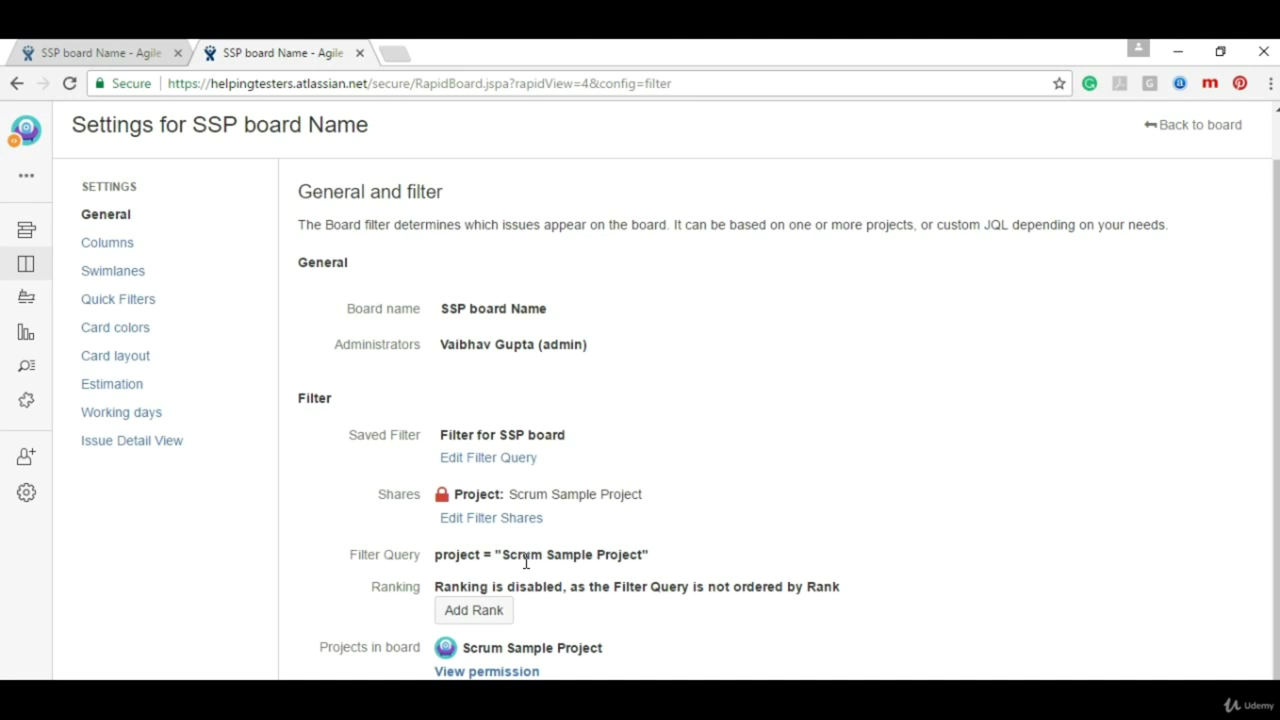 SSP board Name - Agile
SSP board Name - Agile
Secure
https://helpingtesters.atlassian.net/secure/RapidBoard.jspa?rapidView=4&config=filter
Settings for SSP board Name
Back to board
SETTINGS
General
Columns
Swimlanes
Quick Filters
Card colors
Card layout
Estimation
Working days
Issue Detail View
General and filter
The Board filter determines which issues appear on the board. It can be based on one or more projects, or custom JQL depending on your needs.
General
Board name SSP board Name
Administrators Vaibhav Gupta (admin)
Filter
Saved Filter Filter for SSP board
Edit Filter Query
Shares Project: Scrum Sample Project
Edit Filter Shares
Filter Query project = "Scrum Sample Project"
Ranking Ranking is disabled, as the Filter Query is not ordered by Rank
Add Rank
Projects in board Scrum Sample Project
View permission
Udemy